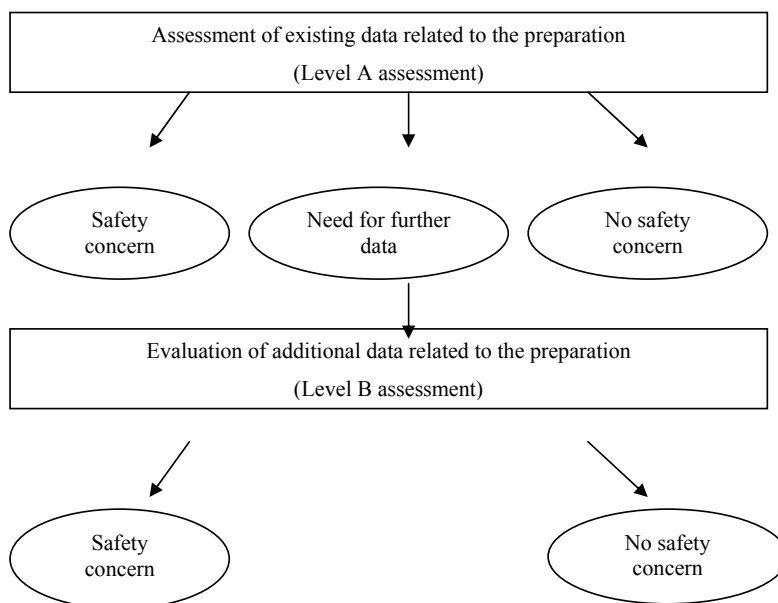 Assessment of existing data related to the preparation
(Level A assessment)
Safety
concern
Need for further
data
No safety
concern
Evaluation of additional data related to the preparation
(Level B assessment)
Safety
concern
No safety
concern